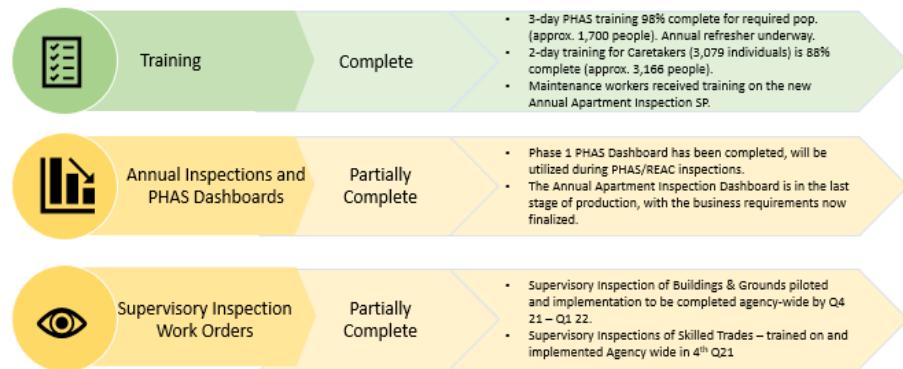 Training
Complete
• 3-day PHAS training 98% complete for required pop.
(approx. 1,700 people). Annual refresher underway.
• 2-day training for Caretakers (3,079 individuals) is 88%
complete (approx. 3,166 people).
• Maintenance workers received training on the new
Annual Apartment Inspection SP.
Annual Inspections and
PHAS Dashboards
Partially
Complete
• Phase 1 PHAS Dashboard has been completed, will be
utilized during PHAS/REAC inspections.
• The Annual Apartment Inspection Dashboard is in the last
stage of production, with the business requirements now
finalized.
Supervisory Inspection
Work Orders
Partially
Complete
• Supervisory Inspection of Buildings & Grounds piloted
and implementation to be completed agency-wide by Q4
21 – Q1 22.
• Supervisory Inspections of Skilled Trades – trained on and
implemented Agency wide in 4th Q21